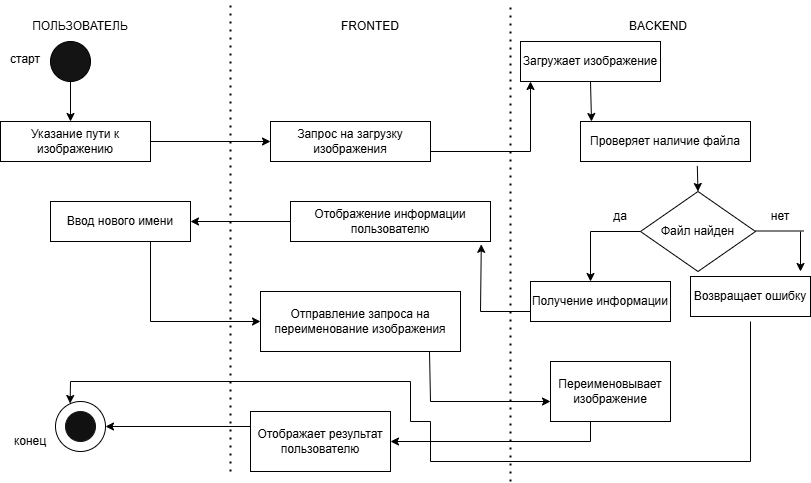 ПОЛЬЗОВАТЕЛЬ
FRONTED
BACKEND
старт
Загружает изображение
Указание пути к
изображению
Запрос на загрузку
изображения
Проверяет наличие файла
Ввод нового имени
Отображение информации
пользователю
да
нет
Файл найден
Получение информации
Возвращает ошибку
Отправление запроса на
переименование изображения
Переименовывает
изображение
конец
Отображает результат
пользователю